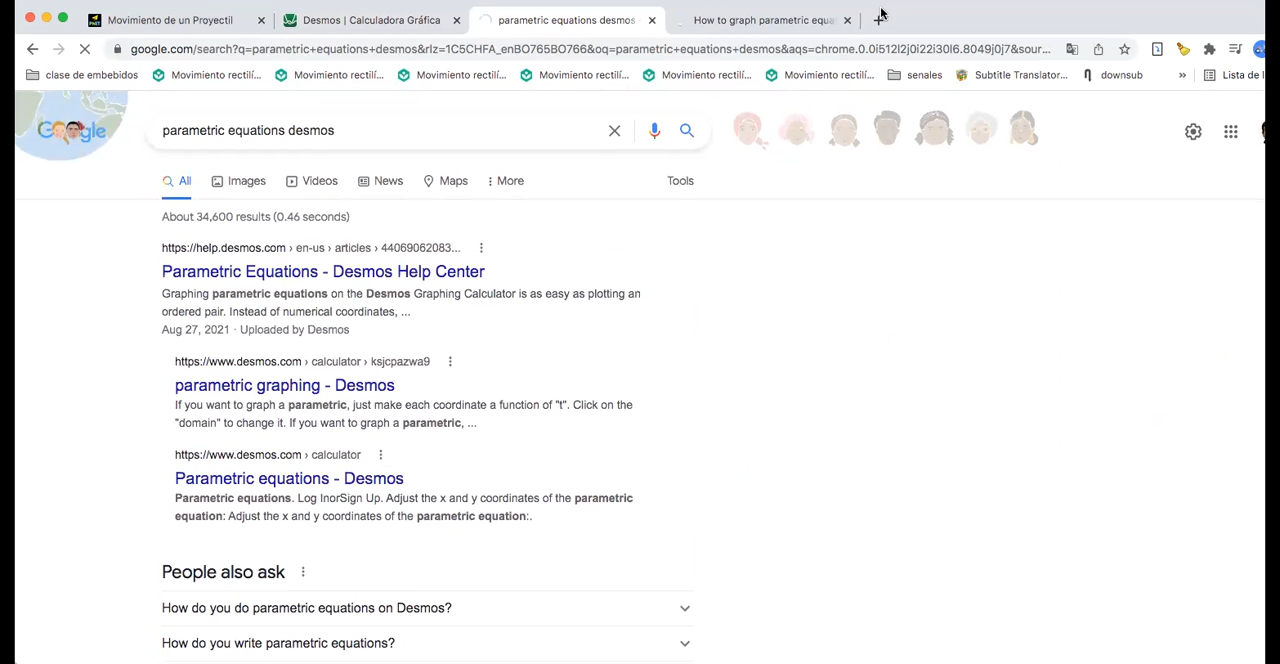 Movimiento de un Proyectil
Desmos | Calculadora Gráfica
parametric equations desmos
How to graph parametric equa
google.com/search?q=parametric+equations+desmos&rlz=1C5CHFA_enBO765BO766&oq=parametric+equations+desmos&aqs=chrome.0.0i512l2j0i22i30l6.8049j0j7&sour...
clase de embebidos
Movimiento rectilí...
Movimiento rectilí...
Movimiento rectilí...
Movimiento rectilí...
Movimiento rectilí...
Movimiento rectilí...
senales
Subtitle Translator...
downsub
»
Lista de l
Google
parametric equations desmos
All
Images
Videos
News
Maps
More
Tools
About 34,600 results (0.46 seconds)
https://help.desmos.com › en-us › articles › 44069062083...
Parametric Equations - Desmos Help Center
Graphing parametric equations on the Desmos Graphing Calculator is as easy as plotting an
ordered pair. Instead of numerical coordinates, ...
Aug 27, 2021 · Uploaded by Desmos
https://www.desmos.com › calculator › ksjcpazwa9
parametric graphing - Desmos
If you want to graph a parametric, just make each coordinate a function of "t". Click on the
"domain" to change it. If you want to graph a parametric, ...
https://www.desmos.com › calculator
Parametric equations - Desmos
Parametric equations. Log InorSign Up. Adjust the x and y coordinates of the parametric
equation: Adjust the x and y coordinates of the parametric equation:.
People also ask
How do you do parametric equations on Desmos?
How do you write parametric equations?